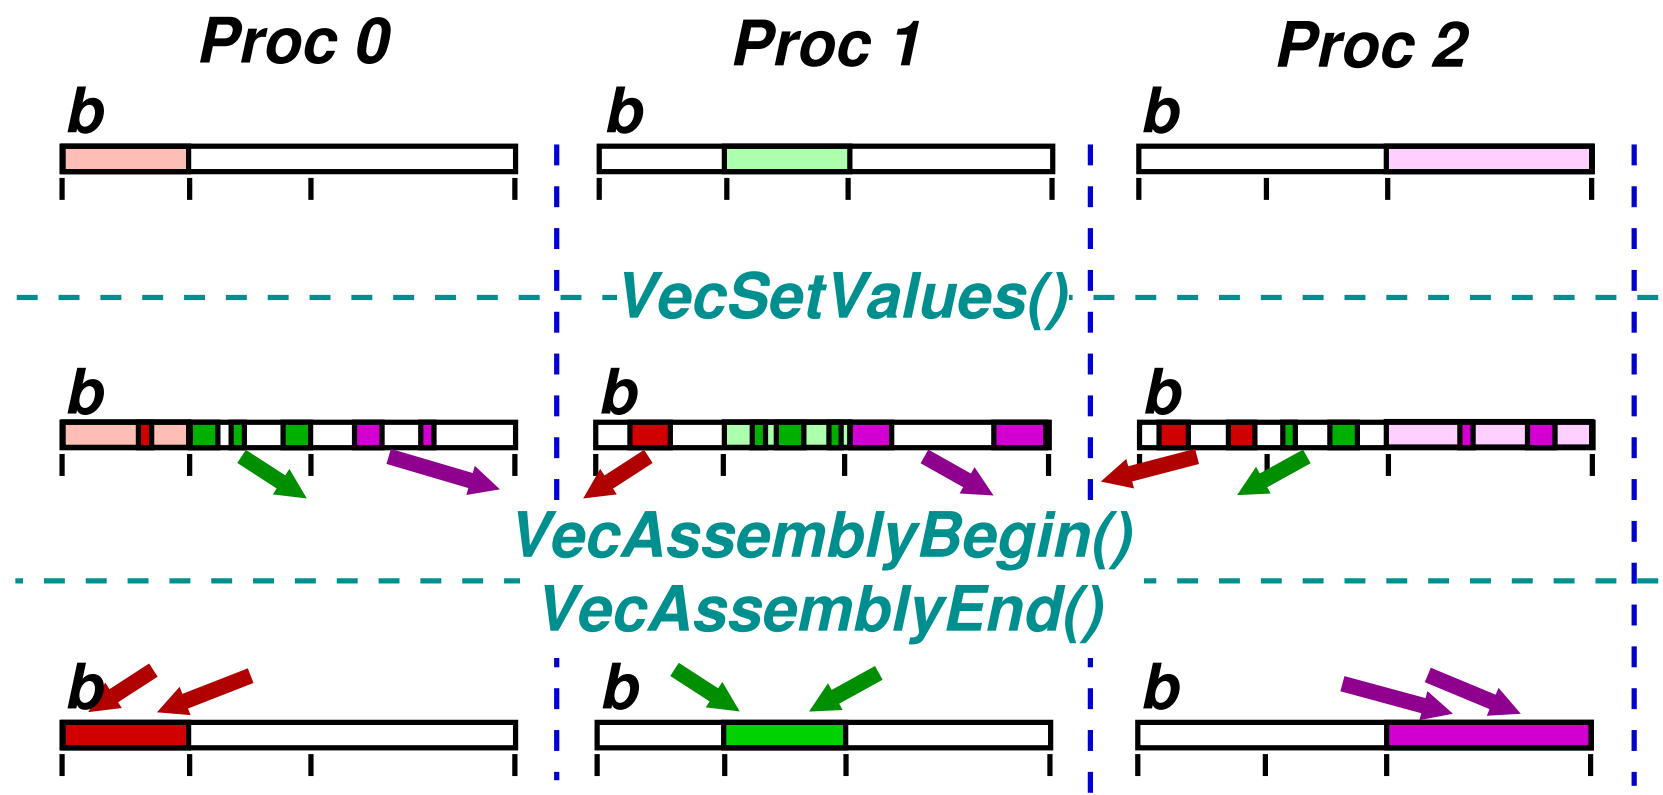 Proc 0 Proc 1 Proc 2
b b b
VecSetValues()
b b b
VecAssemblyBegin()
VecAssemblyEnd()
b b b